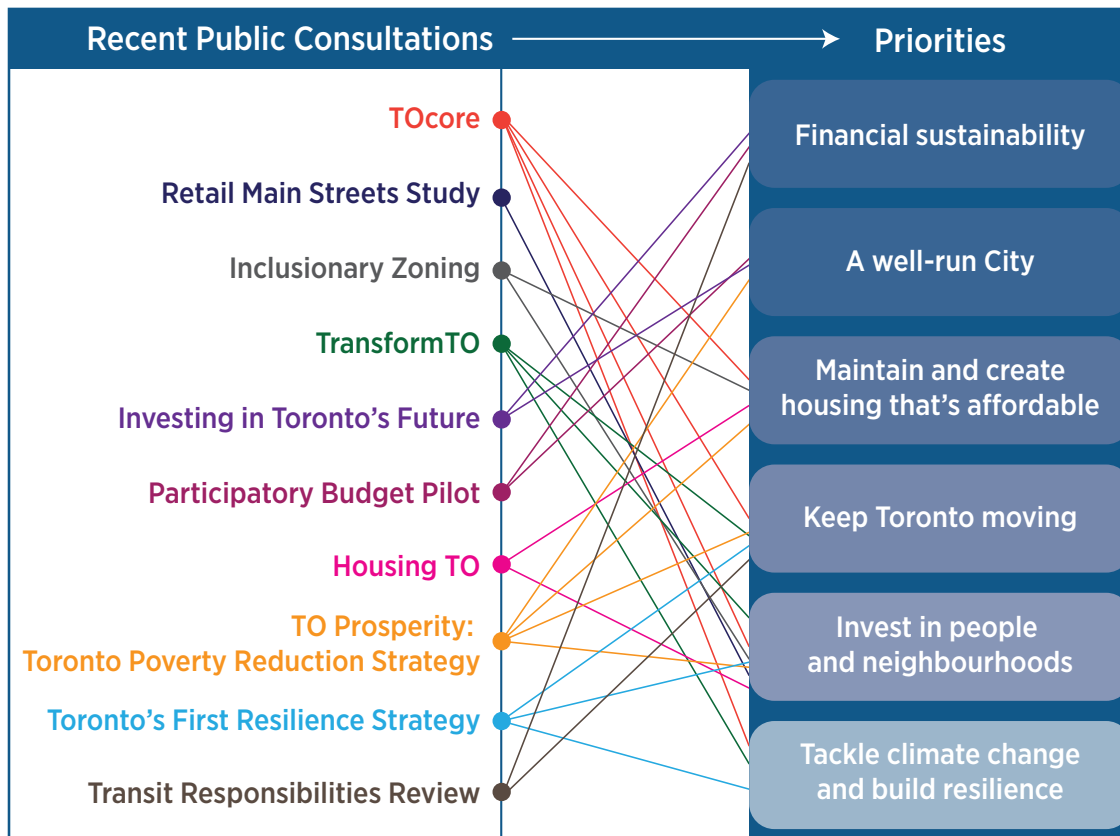 Recent Public Consultations
Priorities
TOcore
Retail Main Streets Study
Inclusionary Zoning
TransformTO
Investing in Toronto’s Future
Participatory Budget Pilot
Housing TO
TO Prosperity:
Toronto Poverty Reduction Strategy
Toronto’s First Resilience Strategy
Transit Responsibilities Review
Financial sustainability
A well-run City
Maintain and create
housing that’s affordable
Keep Toronto moving
Invest in people
and neighbourhoods
Tackle climate change
and build resilience